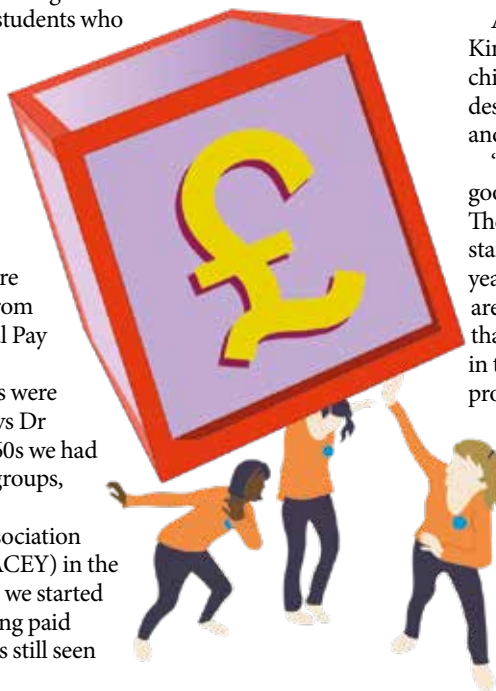 students who
£
re
rom
l Pay
s were
ys Dr
60s we had
groups,
sociation
ACEY) in the
we started
ng paid
s still seen
Kin
chi
des
and
goo
The
sta
yea
are
tha
in t
pro